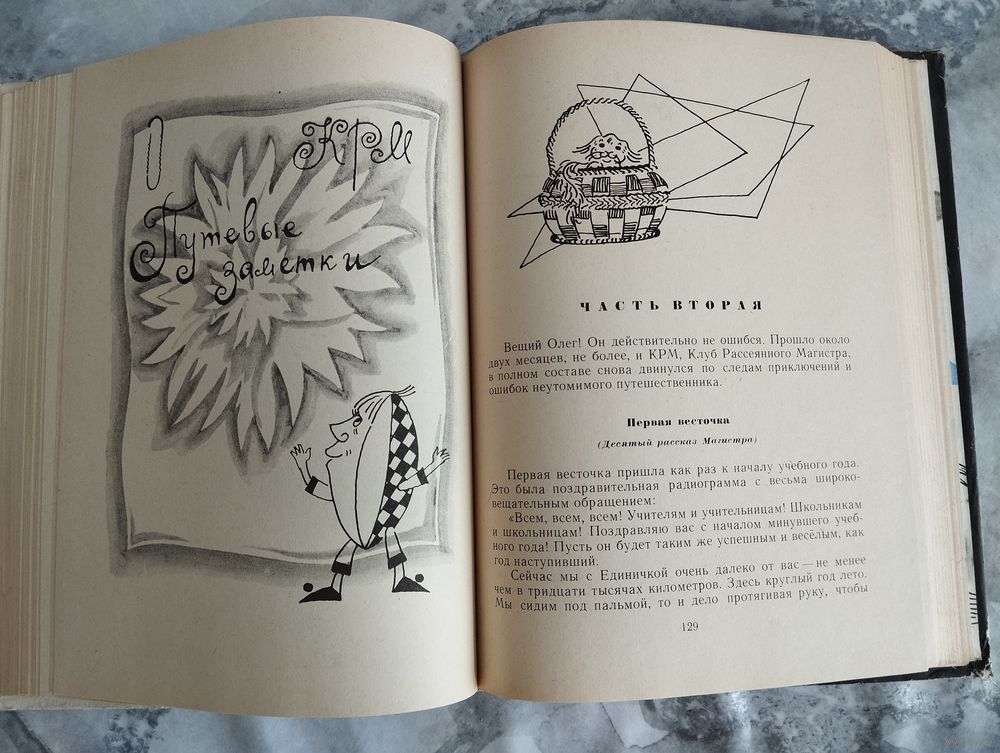 КРМ
Путевые
заметки
ЧАСТЬ ВТОРАЯ
Вещий Олег! Он действительно не ошибся. Прошло около
двух месяцев, не более, и КРМ, Клуб Рассеянного Магистра,
в полном составе снова двинулся по следам приключений и
ошибок неутомимого путешественника.
Первая весточка
(Десятый рассказ Магистра)
Первая весточка пришла как раз к началу учебного года.
Это была поздравительная радиограмма с весьма широко-
вещательным обращением:
«Всем, всем, всем! Учителям и учительницам! Школьникам
и школьницам! Поздравляю вас с началом минувшего учеб-
ного года! Пусть он будет таким же успешным и весёлым, как
год наступивший.
Сейчас мы с Единичкой очень далеко от вас — не менее
чем в тридцати тысячах километров. Здесь круглый год лето.
Мы сидим под пальмой, то и дело протягивая руку, чтобы
129